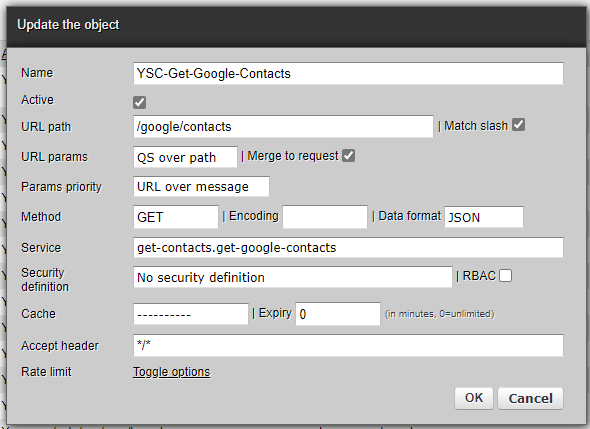 Update the object
Name YSC-Get-Google-Contacts
Active
URL path /google/contacts | Match slash
URL params QS over path | Merge to request
Params priority URL over message
Method GET | Encoding | Data format JSON
Service get-contacts.get-google-contacts
Security
definition No security definition | RBAC
Cache ---------- | Expiry 0 (in minutes, 0=unlimited)
Accept header */*
Rate limit Toggle options
OK Cancel